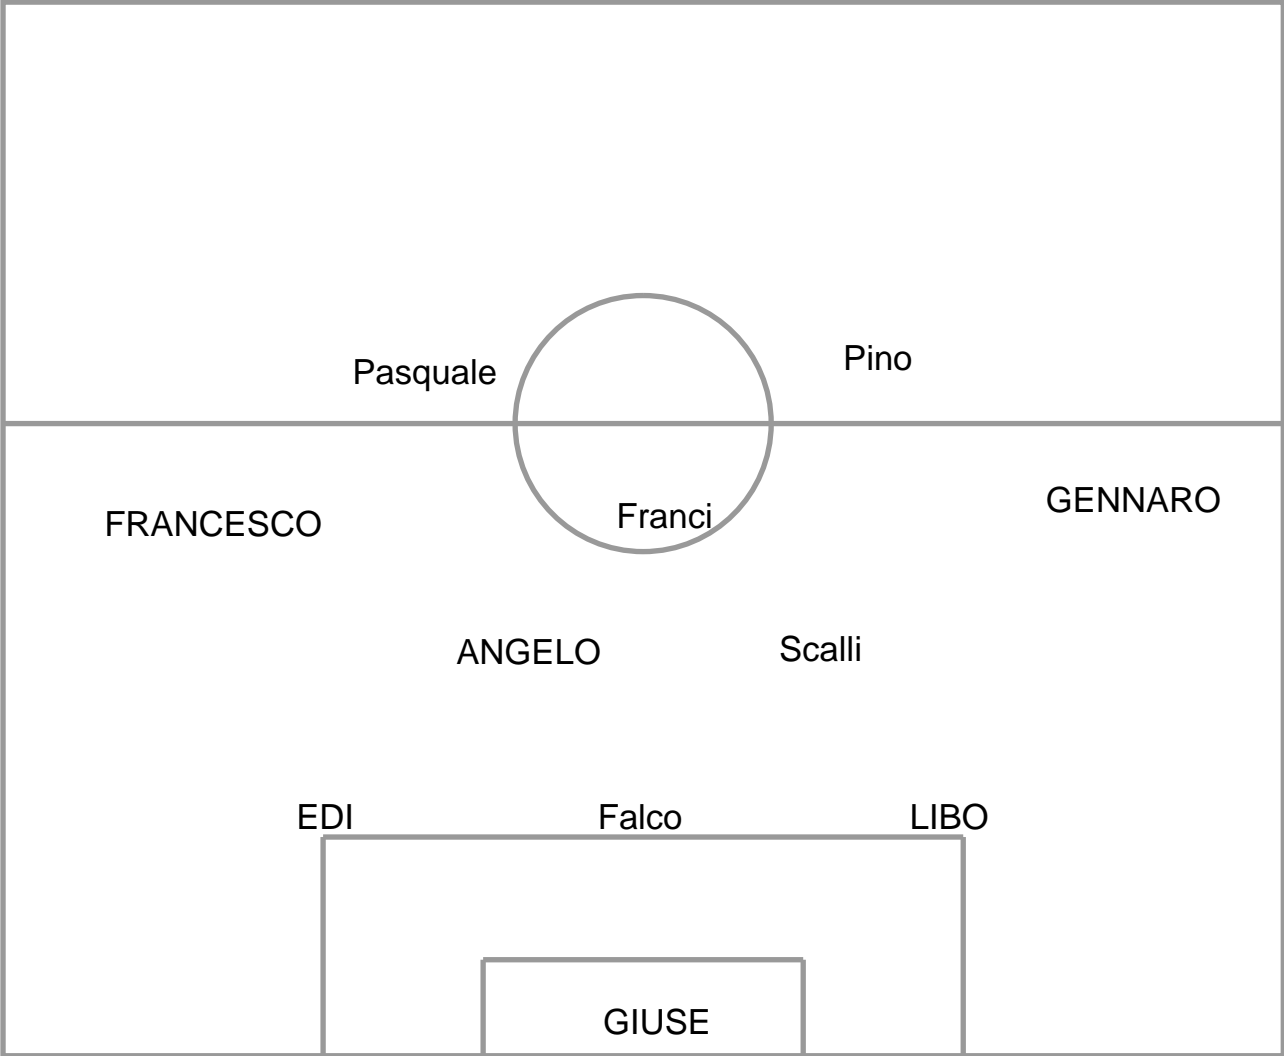 Pasquale
Pino
FRANCESCO
Franci
GENNARO
ANGELO
Scalli
EDI
Falco
LIBO
GIUSE